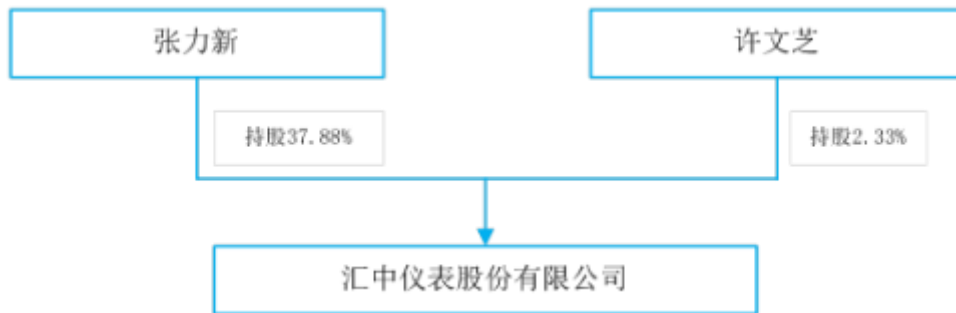 张力新
许文芝
持股37.88%
持股2.33%
汇中仪表股份有限公司